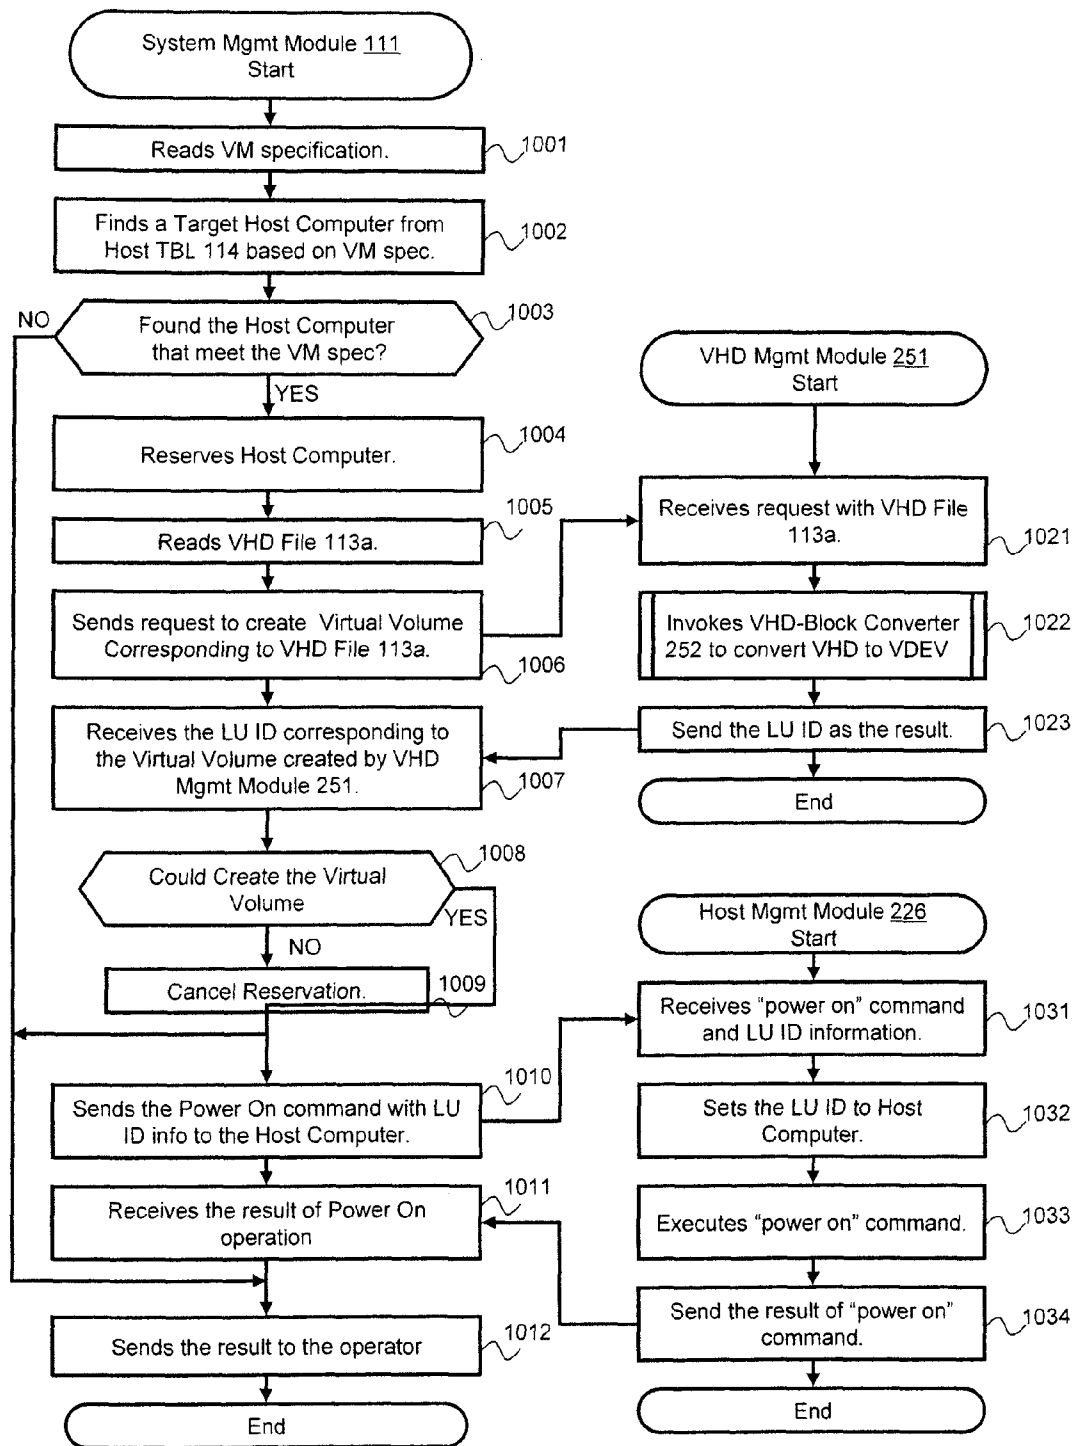 System Mgmt Module 111
Start
Reads VM specification.
1001
Finds a Target Host Computer from
Host TBL 114 based on VM spec.
1002
NO
Found the Host Computer
that meet the VM spec?
1003
YES
Reserves Host Computer.
1004
Reads VHD File 113a.
1005
Sends request to create Virtual Volume
Corresponding to VHD File 113a.
1006
Receives the LU ID corresponding to
the Virtual Volume created by VHD
Mgmt Module 251.
1007
Could Create the Virtual
Volume
1008
YES
NO
Cancel Reservation.
1009
Sends the Power On command with LU
ID info to the Host Computer.
1010
Receives the result of Power On
operation
1011
Sends the result to the operator
1012
End
VHD Mgmt Module 251
Start
Receives request with VHD File
113a.
1021
Invokes VHD-Block Converter
252 to convert VHD to VDEV
1022
Send the LU ID as the result.
1023
End
Host Mgmt Module 226
Start
Receives “power on” command
and LU ID information.
1031
Sets the LU ID to Host
Computer.
1032
Executes “power on” command.
1033
Send the result of “power on”
command.
1034
End